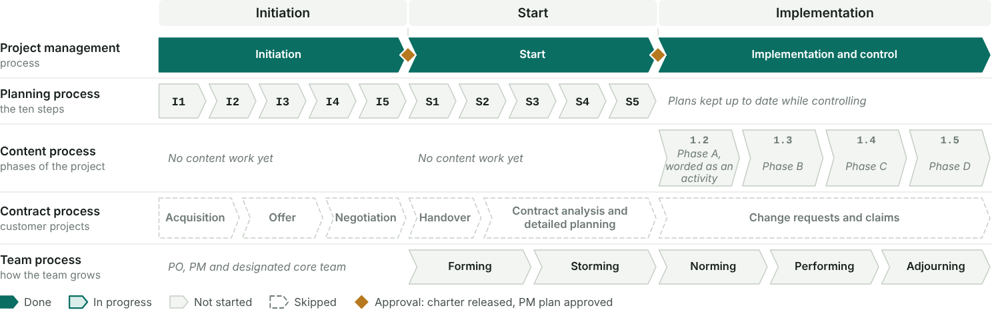 Initiation
Start
Implementation
Project management
process
Initiation
Start
Implementation and control
Planning process
the ten steps
I1
I2
I3
I4
I5
S1
S2
S3
S4
S5
Plans kept up to date while controlling
Content process
phases of the project
No content work yet
No content work yet
1.2
Phase A,
worded as an
activity
1.3
Phase B
1.4
Phase C
1.5
Phase D
Contract process
customer projects
Acquisition
Offer
Negotiation
Handover
Contract analysis and
detailed planning
Change requests and claims
Team process
how the team grows
PO, PM and designated core team
Forming
Storming
Norming
Performing
Adjourning
Done
In progress
Not started
Skipped
Approval: charter released, PM plan approved